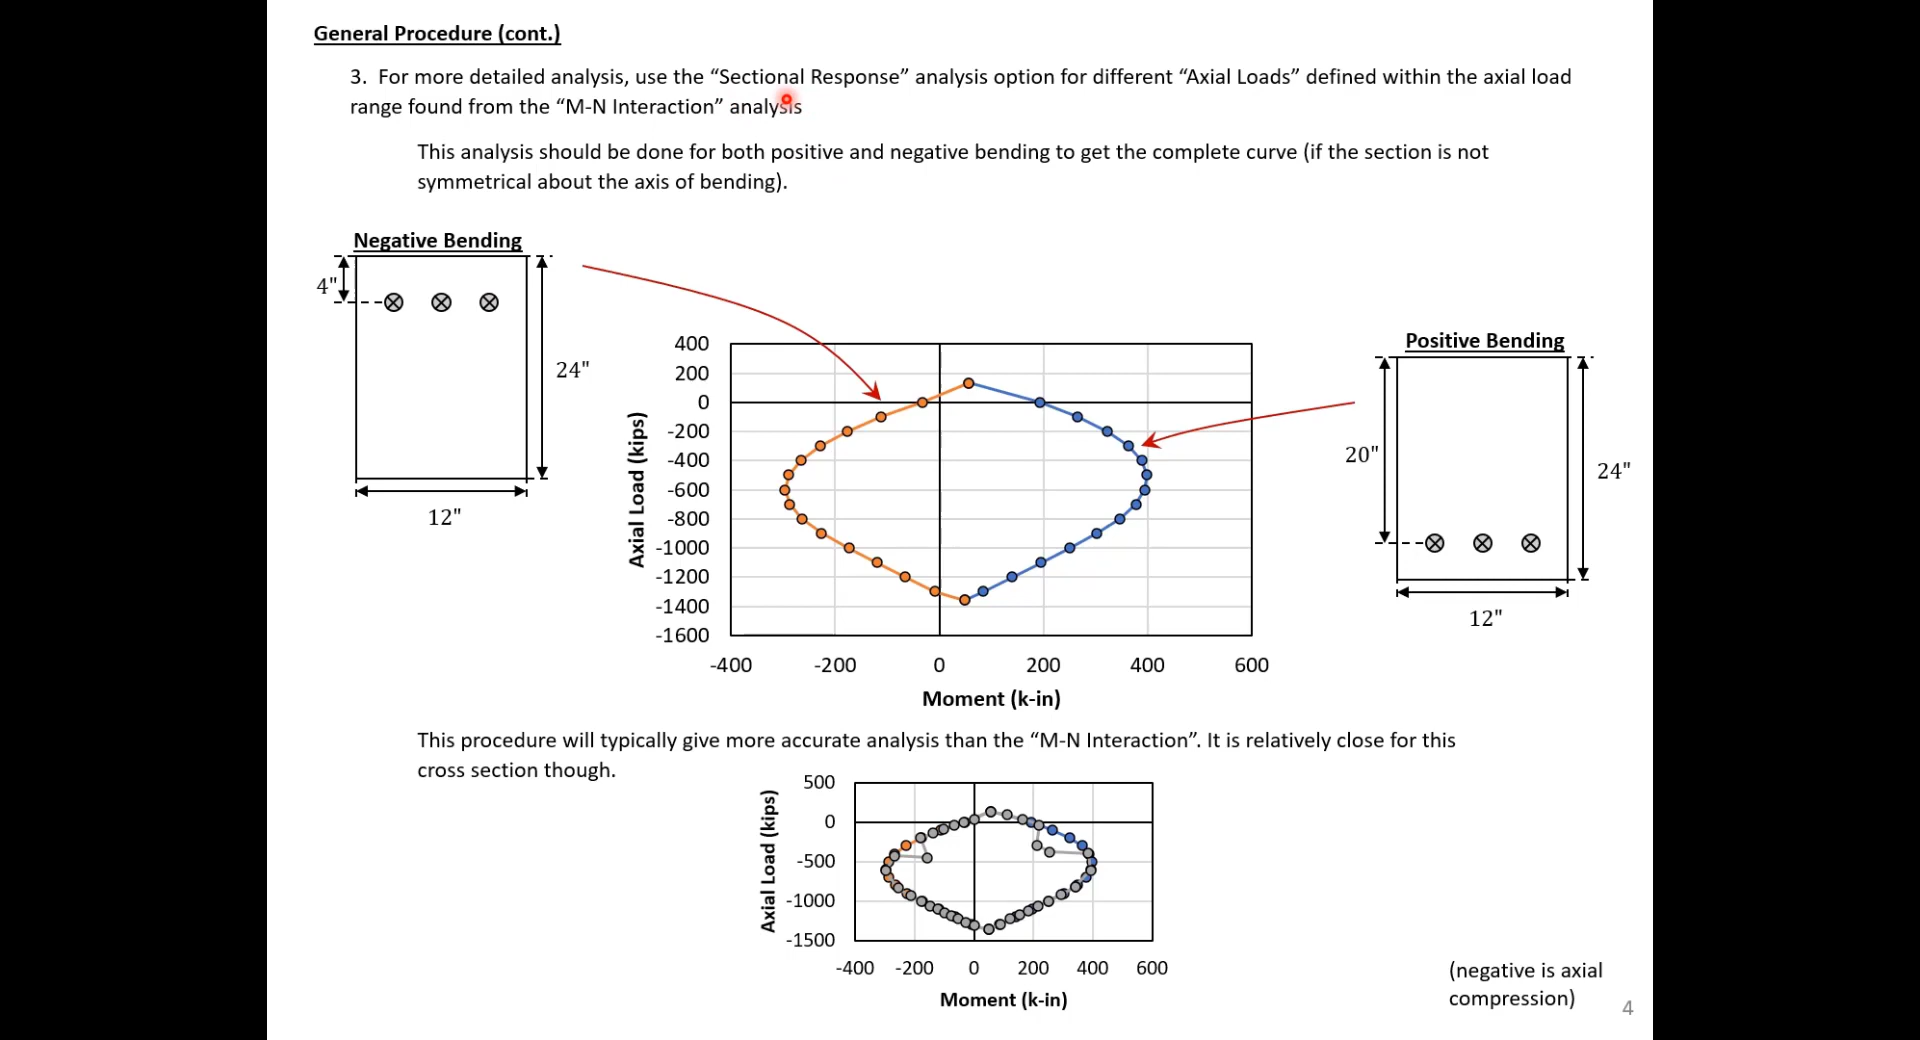 General Procedure (cont.)
3. For more detailed analysis, use the “Sectional Response” analysis option for different “Axial Loads” defined within the axial load
range found from the “M-N Interaction” analysis
This analysis should be done for both positive and negative bending to get the complete curve (if the section is not
symmetrical about the axis of bending).
Negative Bending
4"
24"
12"
400
200
0
-200
-400
-600
-800
-1000
-1200
-1400
-1600
Axial Load (kips)
-400 -200 0 200 400 600
Moment (k-in)
Positive Bending
20"
24"
12"
This procedure will typically give more accurate analysis than the “M-N Interaction”. It is relatively close for this
cross section though.
500
0
-500
-1000
-1500
Axial Load (kips)
-400 -200 0 200 400 600
Moment (k-in)
(negative is axial
compression)
4